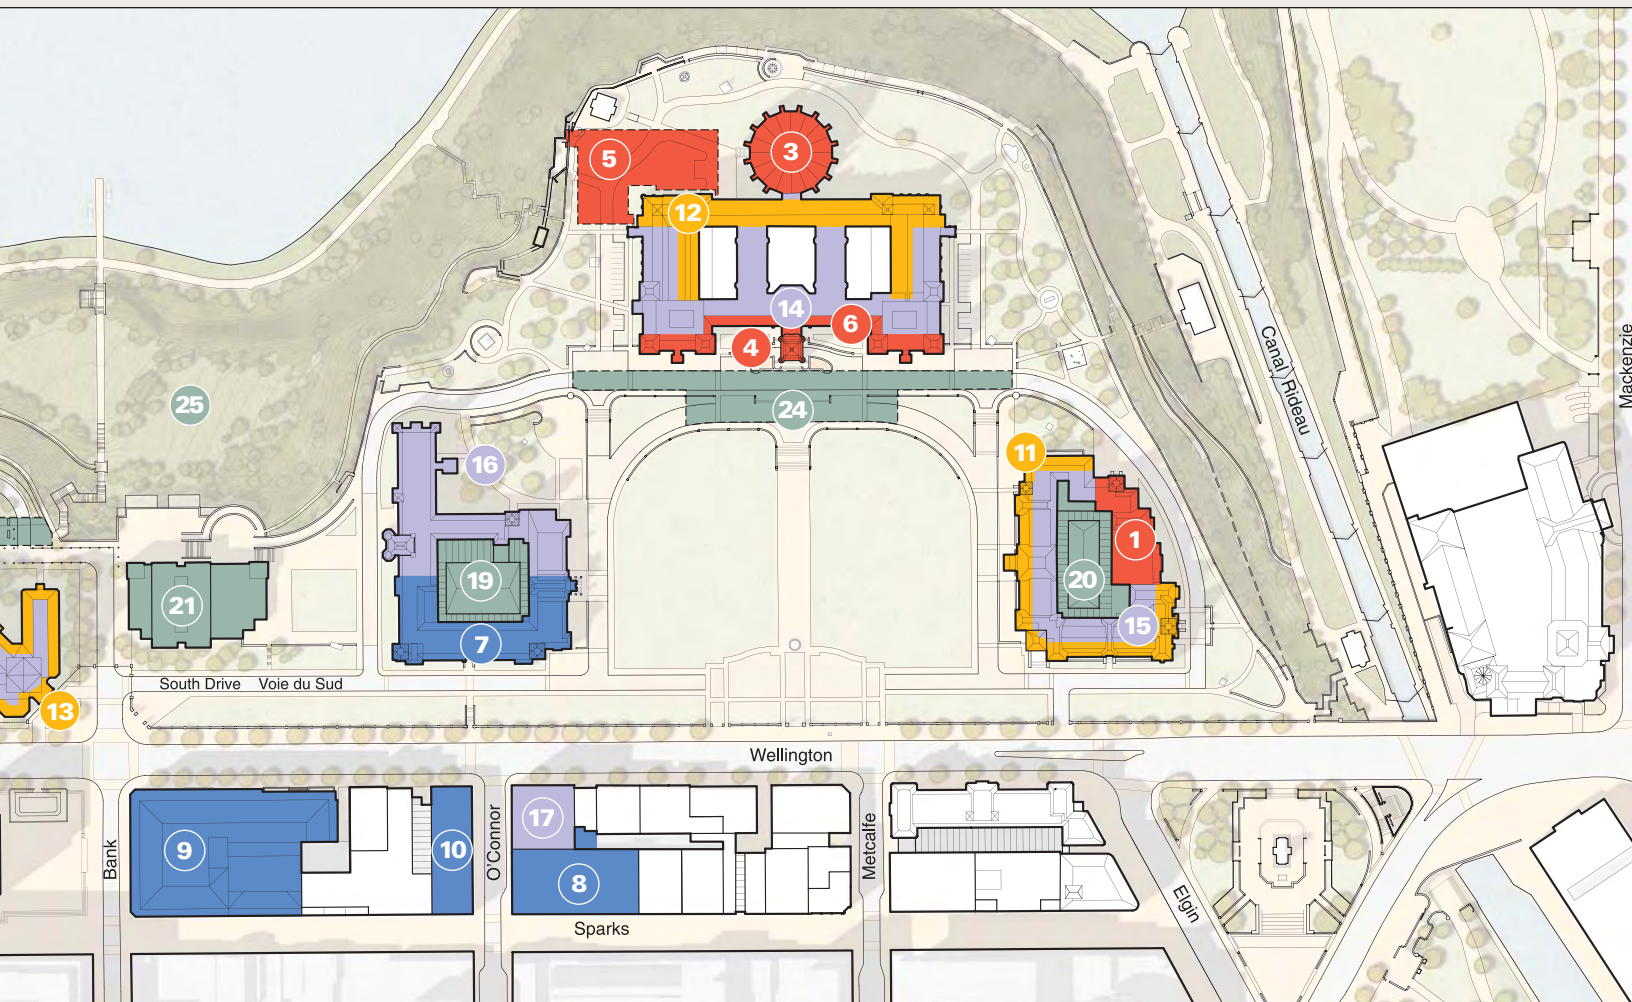 5
3
12
14
6
4
25
24
16
11
1
19
20
21
7
15
13
South Drive Voie du Sud
Canal Rideau
Mackenzie
Wellington
17
9
10
8
Bank
O'Connor
Metcalfe
Elgin
Sparks